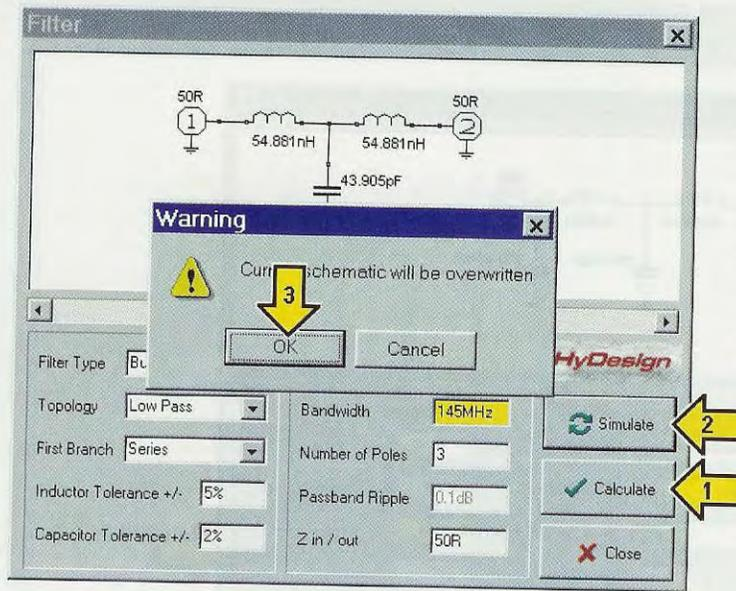 Filter
50R
1
54.881nH
54.881nH
50R
2
43.905pF
Warning
Current schematic will be overwritten
3
OK
Cancel
HyDesign
Filter Type
Topology Low Pass
First Branch Series
Inductor Tolerance +/- 5%
Capacitor Tolerance +/- 2%
Bandwidth 145MHz
Number of Poles 3
Passband Ripple 0.1dB
Z in / out 50R
Simulate
2
Calculate
1
Close